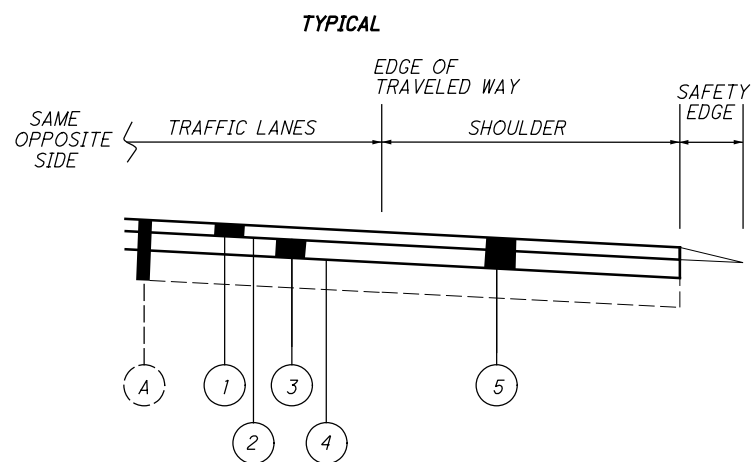 TYPICAL
EDGE OF
TRAVELED WAY
SAFETY
EDGE
SAME
OPPOSITE
SIDE
TRAFFIC LANES
SHOULDER
A
1
3
5
2
4